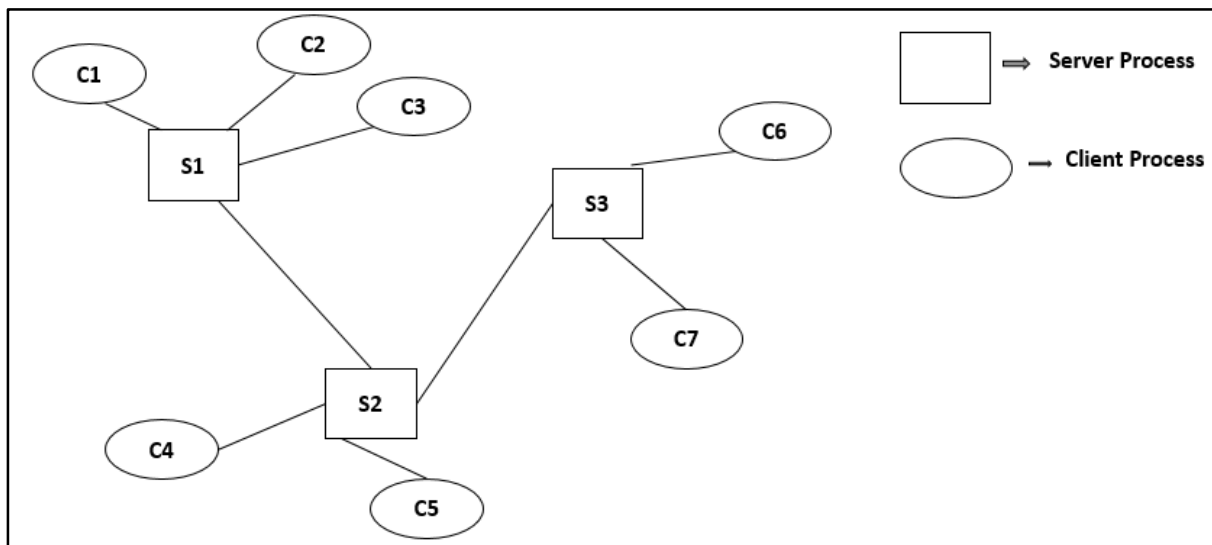 C1
C2
C3
S1
C6
S3
C7
S2
C4
C5
Server Process
Client Process